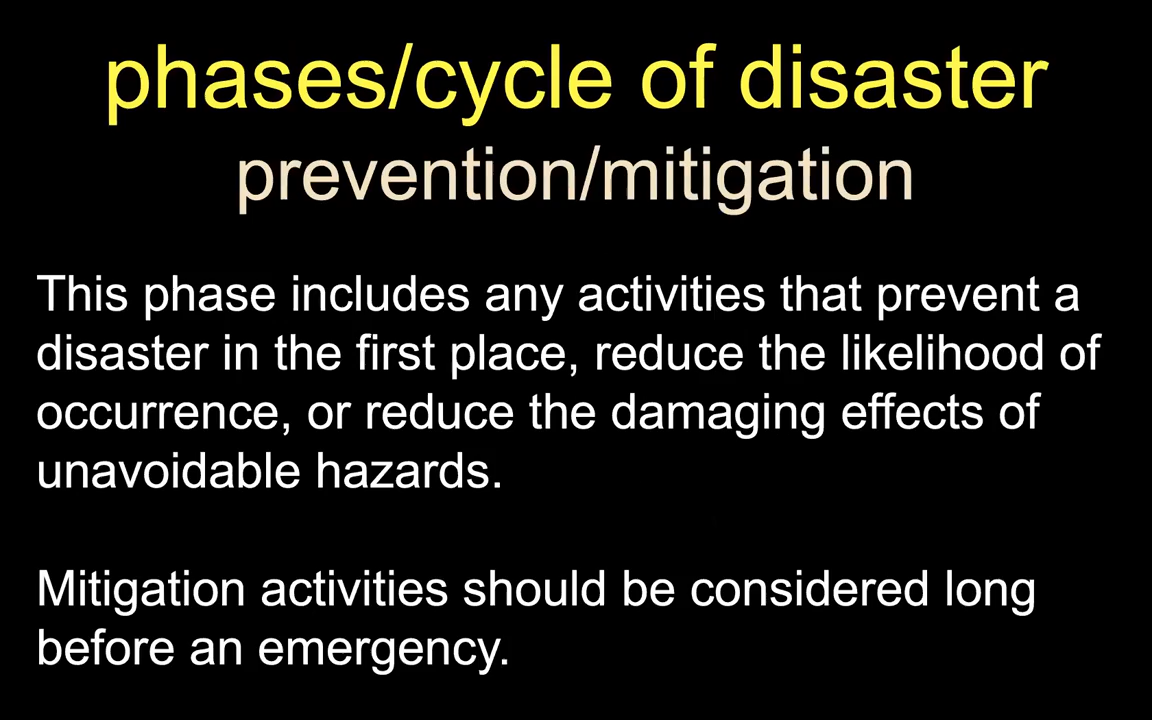 phases/cycle of disaster
prevention/mitigation
This phase includes any activities that prevent a
disaster in the first place, reduce the likelihood of
occurrence, or reduce the damaging effects of
unavoidable hazards.
Mitigation activities should be considered long
before an emergency.